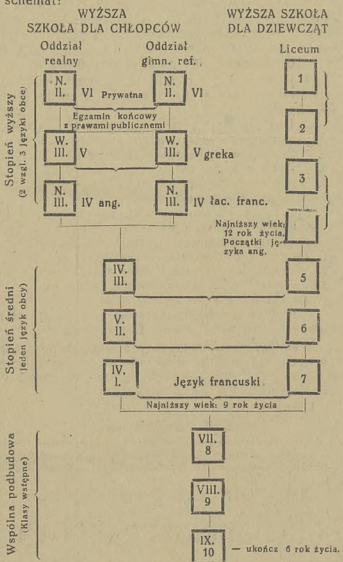 schemat:
WYŻSZA
SZKOŁA DLA CHŁOPCÓW
WYŻSZA SZKOŁA
DLA DZIEWCZĄT
Oddział
realny
Oddział
gimn. ref.
Liceum
Stopień wyższy
(2 wzgl. 3 języki obce)
N.
II.
VI
Prywatna
N.
II.
VI
1
Egzamin końcowy
z prawami publicznemi
2
W.
III.
V
W.
III.
V greka
3
N.
III.
IV ang.
N.
III.
IV łac. franc.
Najniższy wiek:
12 rok życia.
Początki ję-
zyka ang.
Stopień średni
(jeden język obcy)
IV.
III.
5
V.
II.
6
IV.
I.
Język francuski
7
Najniższy wiek: 9 rok życia
Wspólna podbudowa
(Klasy wstępne)
VII.
8
VIII.
9
IX.
10
— ukończ 6 rok życia.